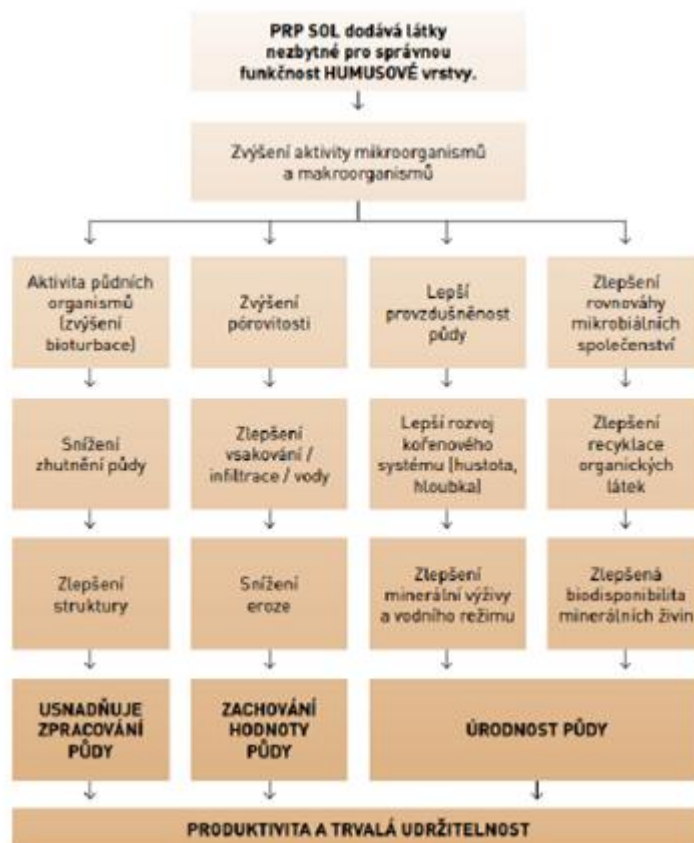 PRP SOL dodává látky
nezbytné pro správnou
funkčnost HUMUSOVÉ vrstvy.
Zvýšení aktivity mikroorganismů
a makroorganismů
Aktivita půdních
organismů
(zvýšení
bioturbace)
Zvýšení
pórovitosti
Lepší
provzdušněnost
půdy
Zlepšení
rovnováhy
mikrobiálních
společenství
Snížení
zhutnění půdy
Zlepšení
vsakování /
infiltrace / vody
Lepší rozvoj
kořenového
systému (hustota,
hloubka)
Zlepšení
recyklace
organických
látek
Zlepšení
struktury
Snížení
eroze
Zlepšení
minerální výživy
a vodního režimu
Zlepšená
biodisponibilita
minerálních živin
USNADŇUJE
ZPRACOVÁNÍ
PŮDY
ZACHOVÁNÍ
HODNOTY
PŮDY
ÚRODNOST PŮDY
PRODUKTIVITA A TRVALÁ UDRŽITELNOST